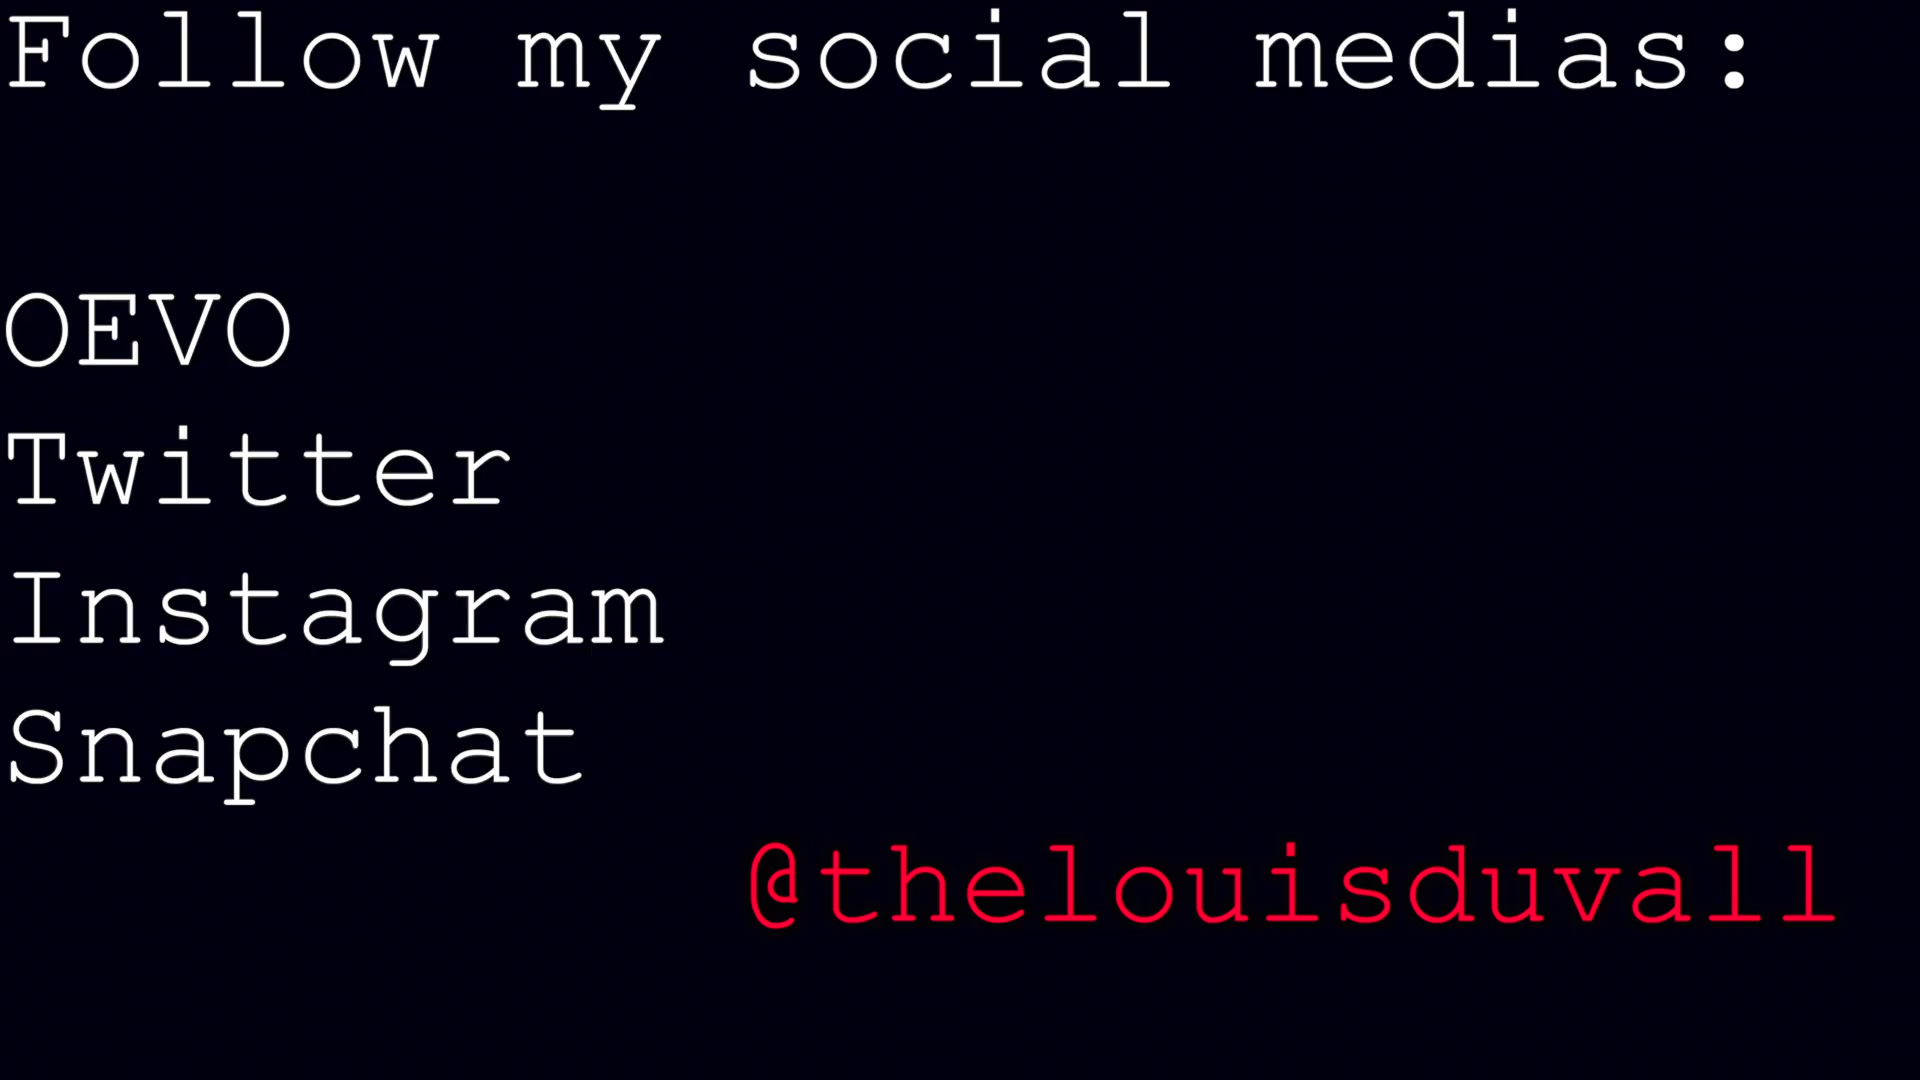 Follow my social medias:
OEVO
Twitter
Instagram
Snapchat
@thelouisduvall